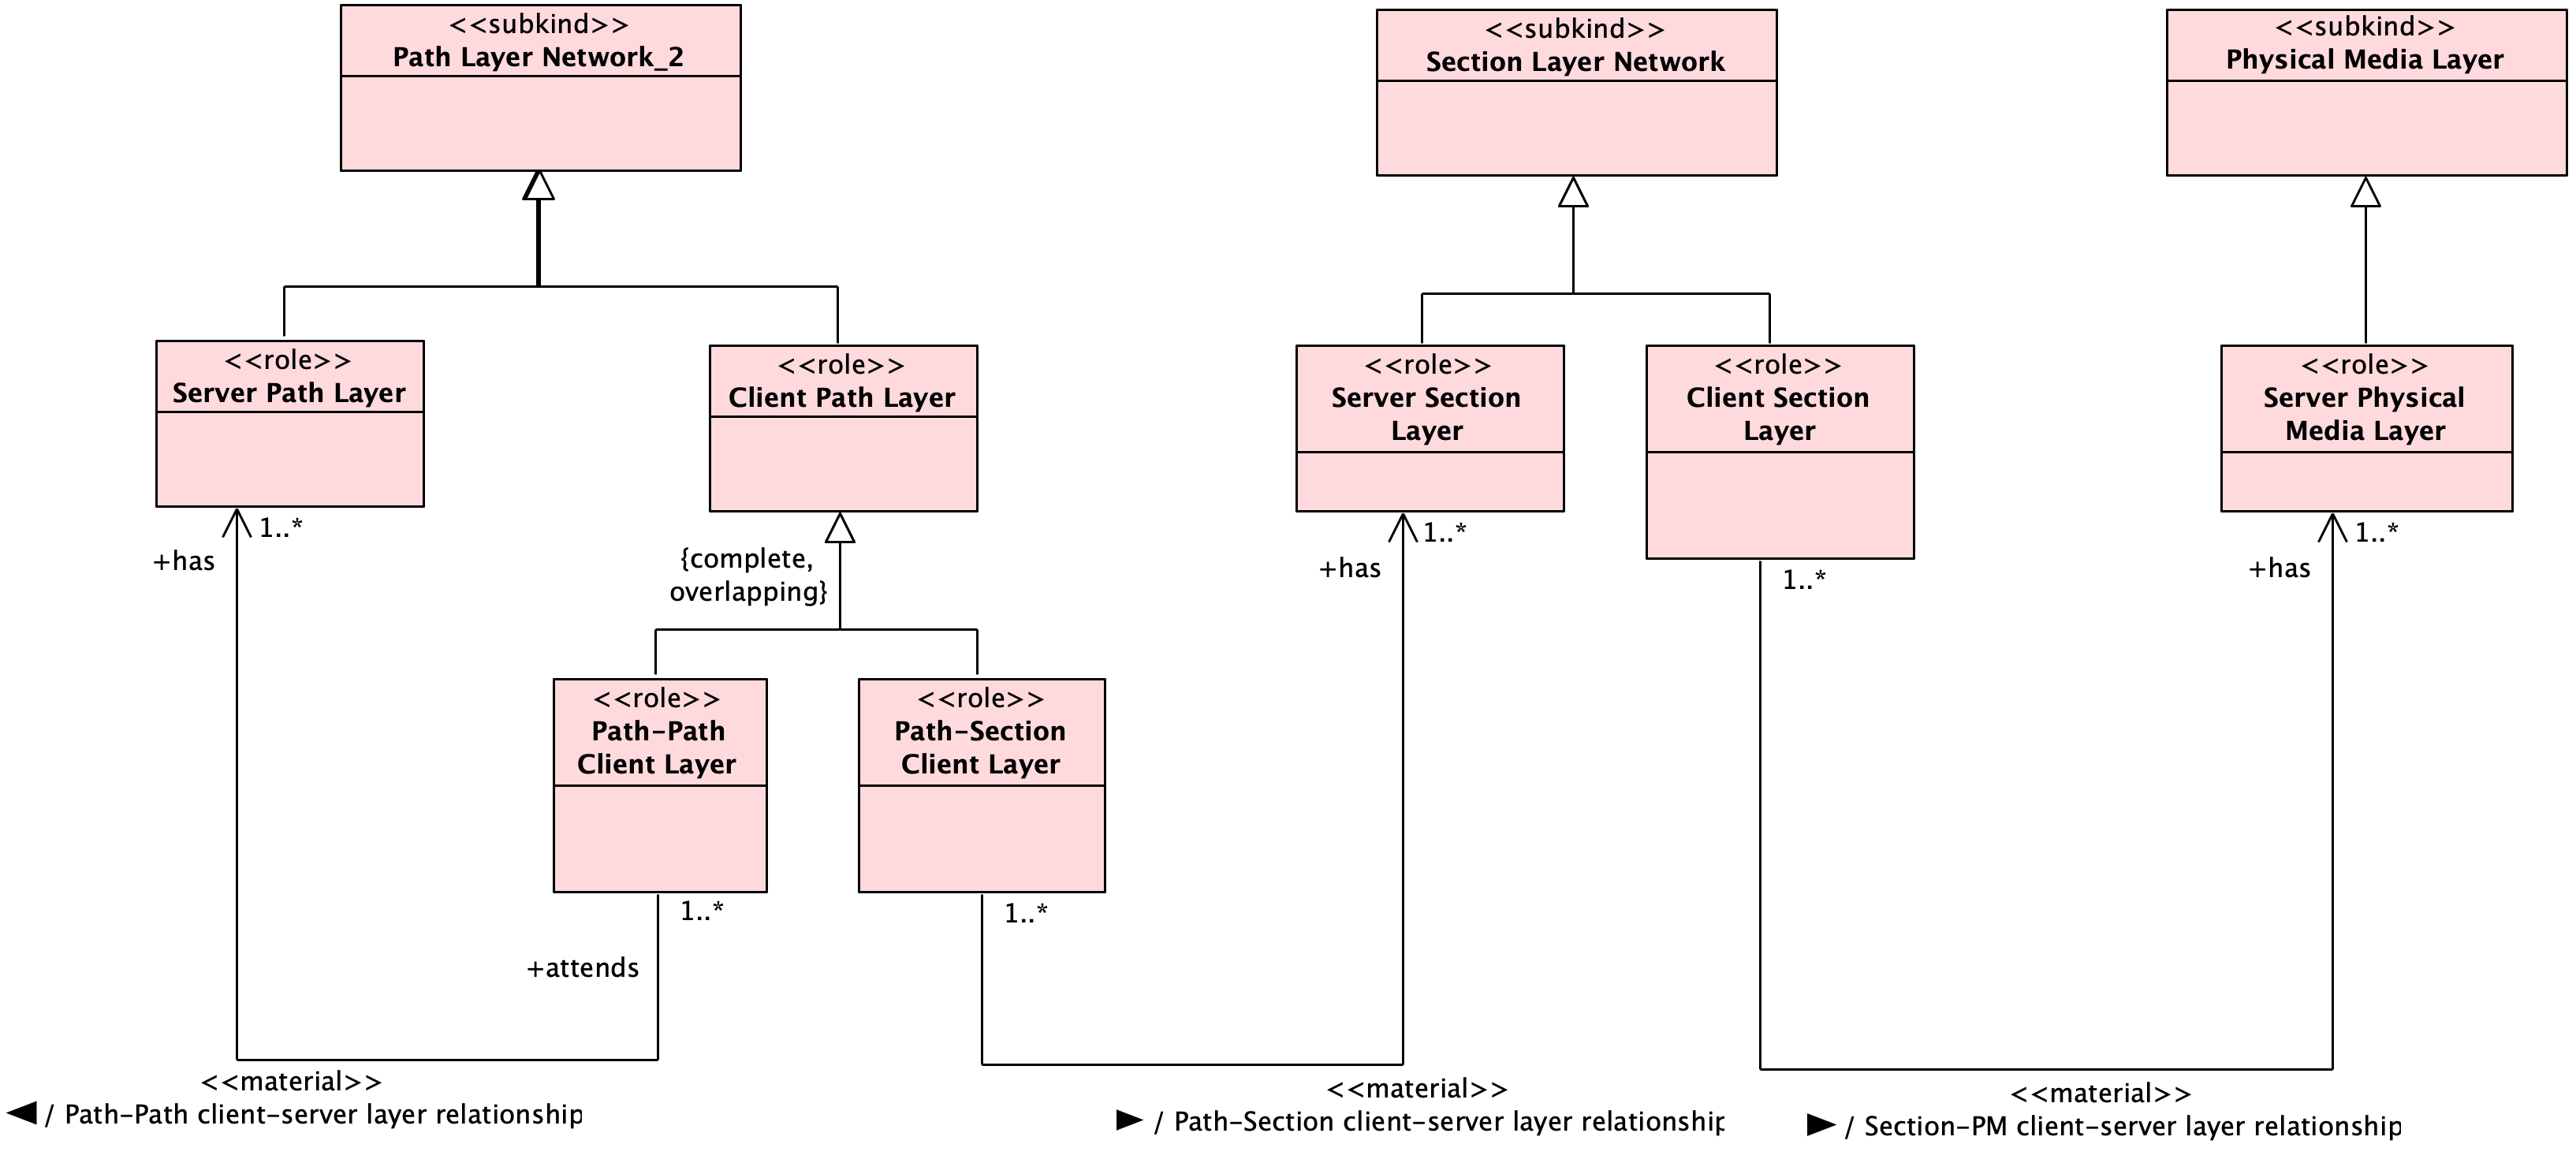 <<subkind>>
Path Layer Network_2
<<subkind>>
Section Layer Network
<<subkind>>
Physical Media Layer
<<role>>
Server Path Layer
<<role>>
Client Path Layer
<<role>>
Server Section
Layer
<<role>>
Client Section
Layer
<<role>>
Server Physical
Media Layer
1..*
+has
{complete,
overlapping}
1..*
+has
1..*
1..*
+has
<<role>>
Path-Path
Client Layer
<<role>>
Path-Section
Client Layer
1..*
+attends
1..*
<<material>>
/ Path-Path client-server layer relationship
<<material>>
/ Path-Section client-server layer relationship
<<material>>
/ Section-PM client-server layer relationship